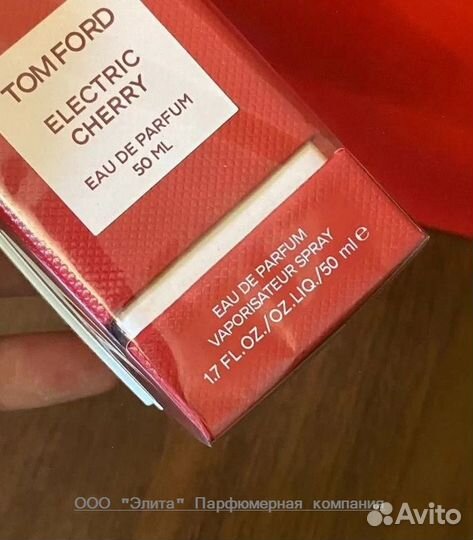 TOM FORD
ELECTRIC
CHERRY
EAU DE PARFUM
50 ML
EAU DE PARFUM
VAPORISATEUR SPRAY
1.7 FL.OZ./OZ.LIQ./50 ml e
ООО "Элита" Парфюмерная компания
Avito